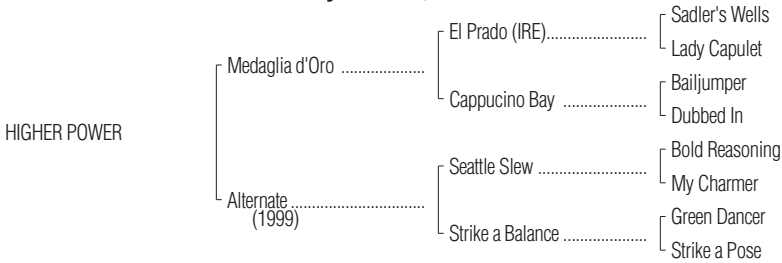 Sadler's Wells
El Prado (IRE)....................
Lady Capulet
Medaglia d'Oro ....................
Bailjumper
Cappucino Bay ....................
Dubbed In
HIGHER POWER
Bold Reasoning
Seattle Slew ..........................
My Charmer
Alternate................................
(1999)
Green Dancer
Strike a Balance ....................
Strike a Pose